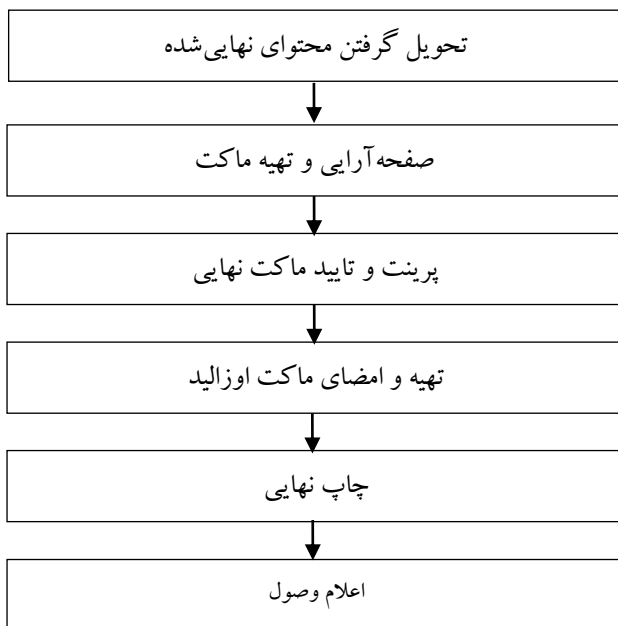 تحویل گرفتن محتوای نهایی‌شده
صفحه‌آرایی و تهیه ماکت
پرینت و تایید ماکت نهایی
تهیه و امضای ماکت اوزالید
چاپ نهایی
اعلام وصول